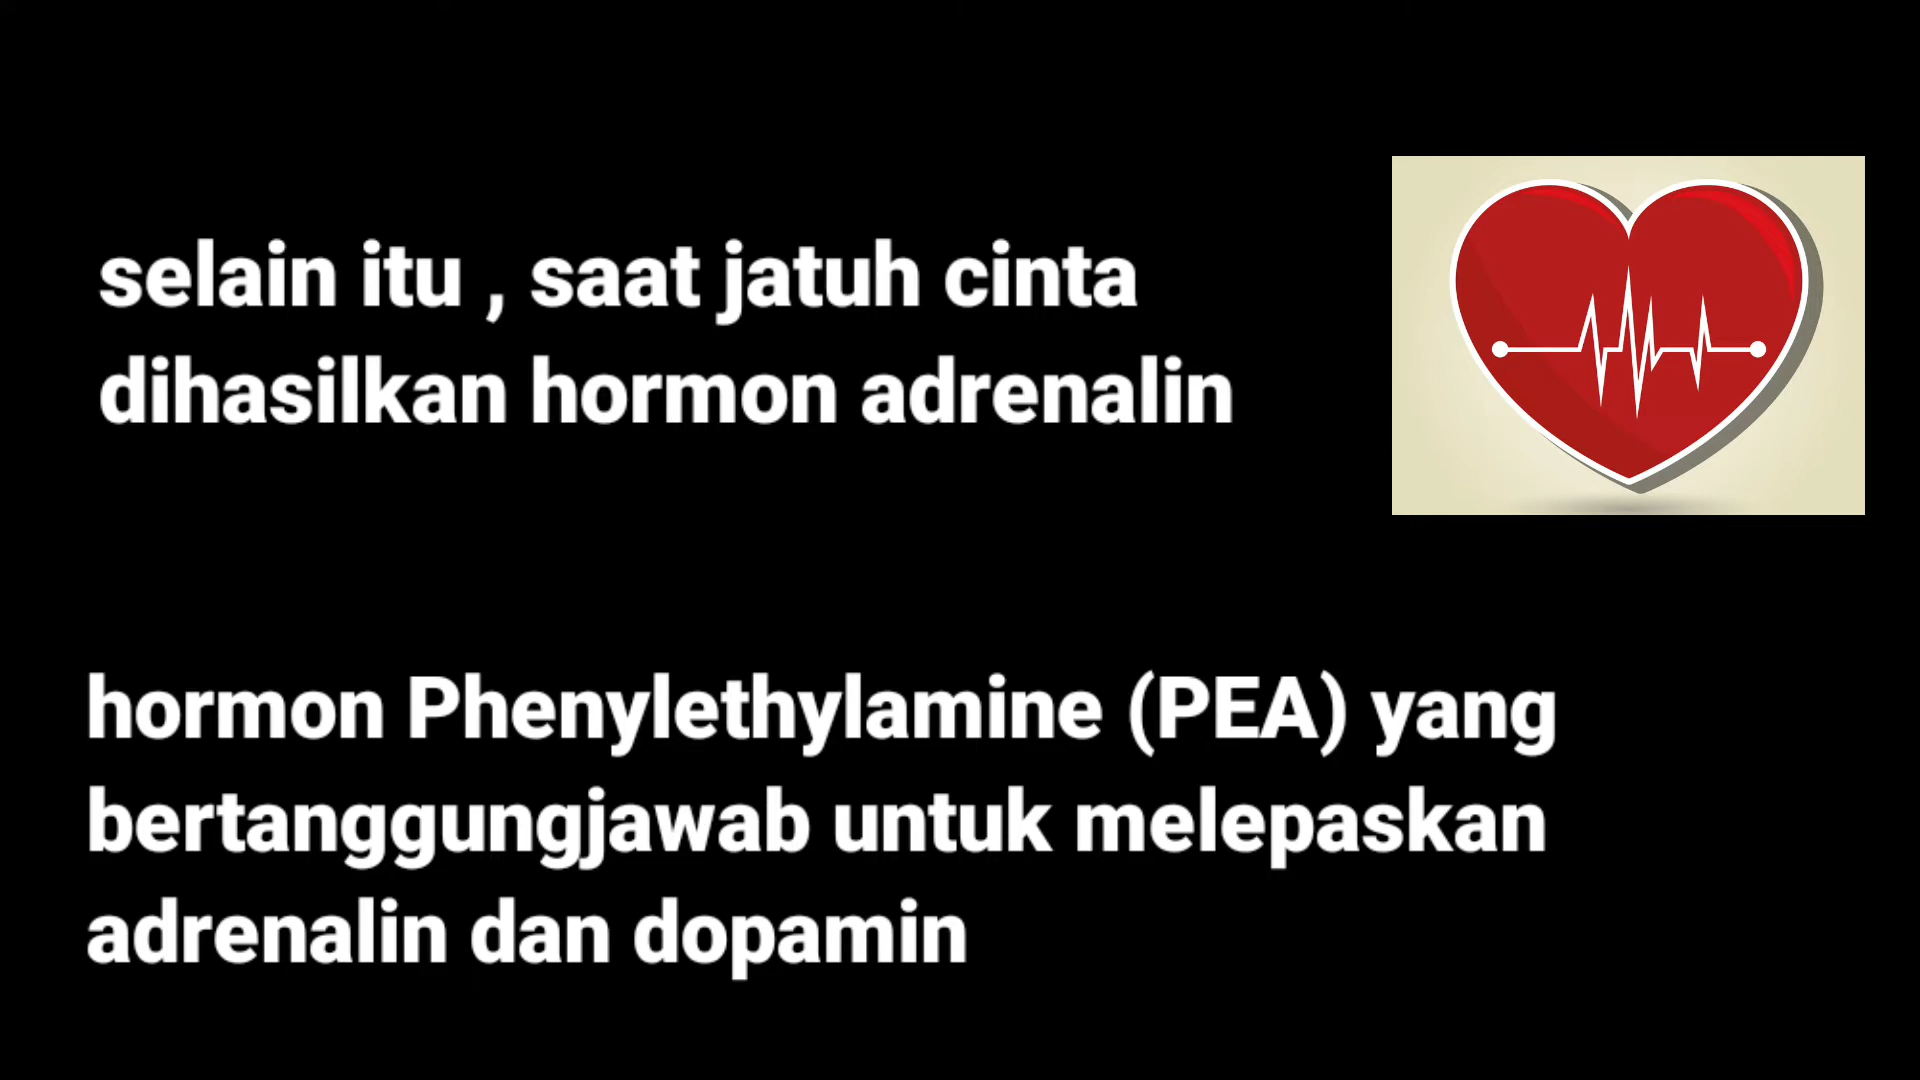 selain itu , saat jatuh cinta
dihasilkan hormon adrenalin
hormon Phenylethylamine (PEA) yang
bertanggungjawab untuk melepaskan
adrenalin dan dopamin